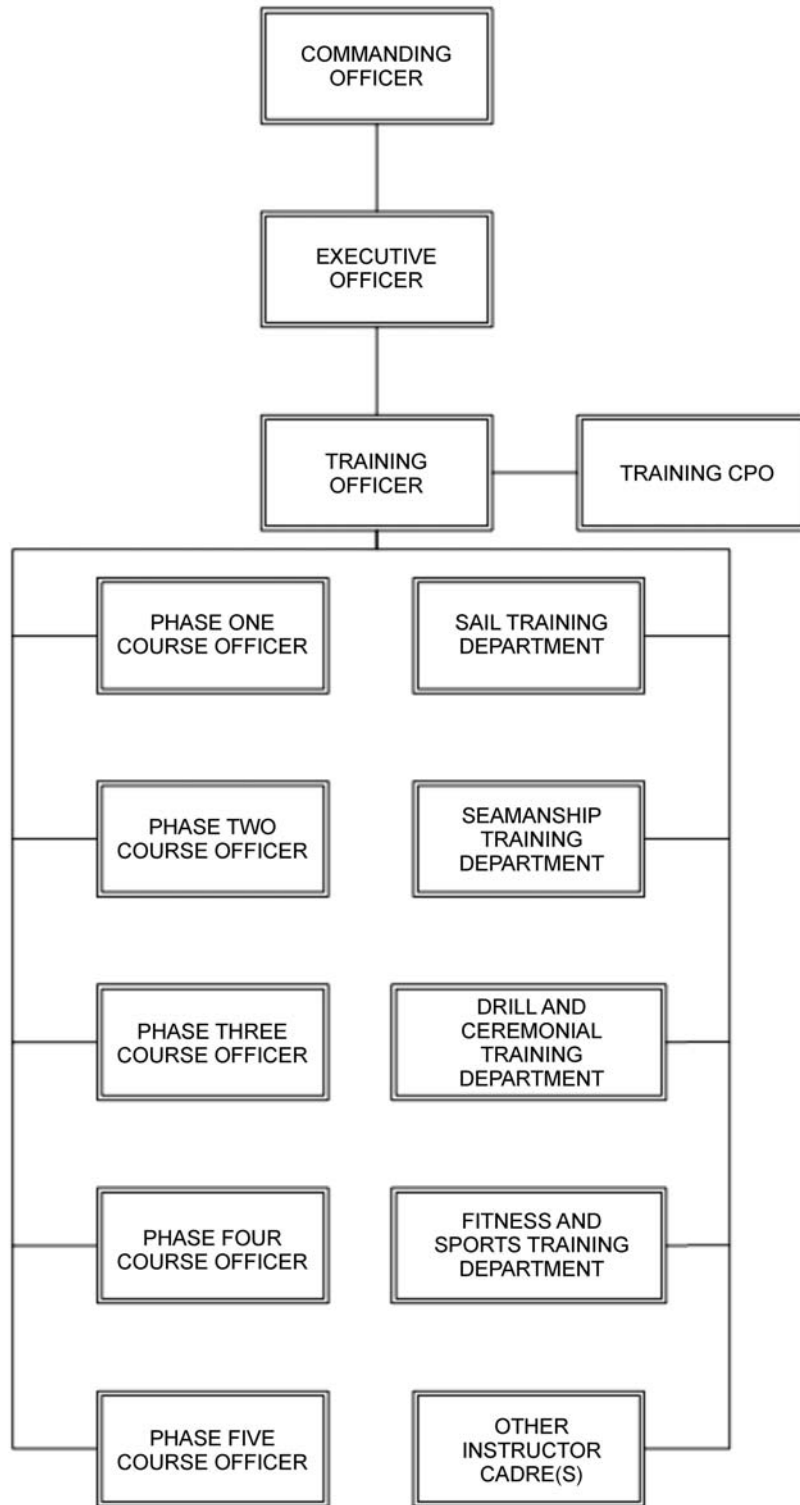 COMMANDING
OFFICER
EXECUTIVE
OFFICER
TRAINING
OFFICER
TRAINING CPO
PHASE ONE
COURSE OFFICER
SAIL TRAINING
DEPARTMENT
PHASE TWO
COURSE OFFICER
SEAMANSHIP
TRAINING
DEPARTMENT
PHASE THREE
COURSE OFFICER
DRILL AND
CEREMONIAL
TRAINING
DEPARTMENT
PHASE FOUR
COURSE OFFICER
FITNESS AND
SPORTS TRAINING
DEPARTMENT
PHASE FIVE
COURSE OFFICER
OTHER
INSTRUCTOR
CADRE(S)